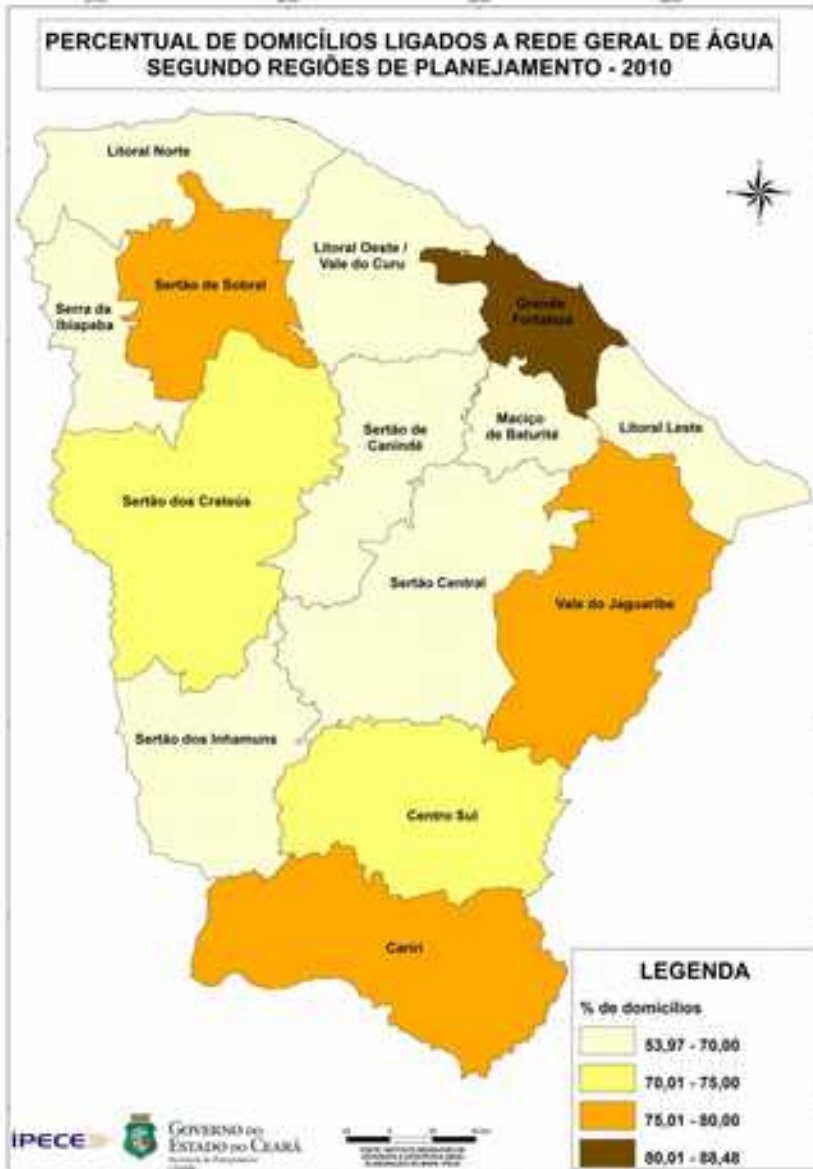 PERCENTUAL DE DOMICÍLIOS LIGADOS A REDE GERAL DE ÁGUA
SEGUNDO REGIÕES DE PLANEJAMENTO - 2010
Litoral Norte
Litoral Oeste /
Vale do Curu
Sertão de Sobral
Grande
Fortaleza
Serra da
Ibiapaba
Sertão de
Canindé
Maciço
de Baturité
Litoral Leste
Sertão dos Crateús
Sertão Central
Vale do Jaguaribe
Sertão dos Inhamuns
Centro Sul
Cariri
LEGENDA
% de domicílios
53,97 - 70,00
70,01 - 75,00
75,01 - 80,00
80,01 - 88,48
IPECE
GOVERNO DO
ESTADO DO CEARÁ